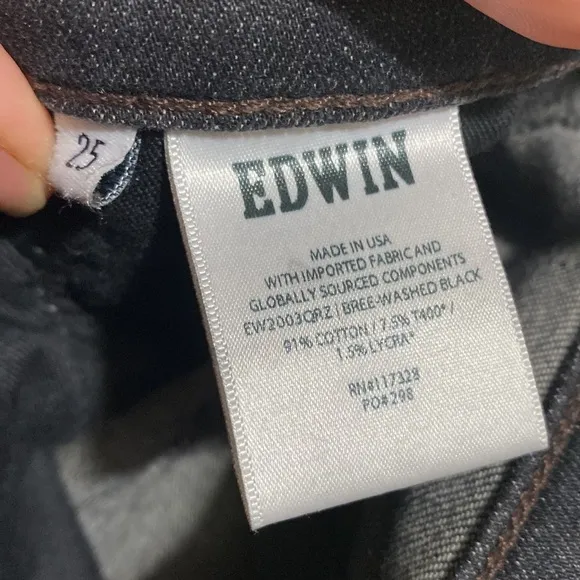 25
EDWIN
MADE IN USA
WITH IMPORTED FABRIC AND
GLOBALLY SOURCED COMPONENTS
EW2003QRZ | BREE-WASHED BLACK
91% COTTON / 7.5% T400* /
1.5% LYCRA*
RN#117328
PO#298